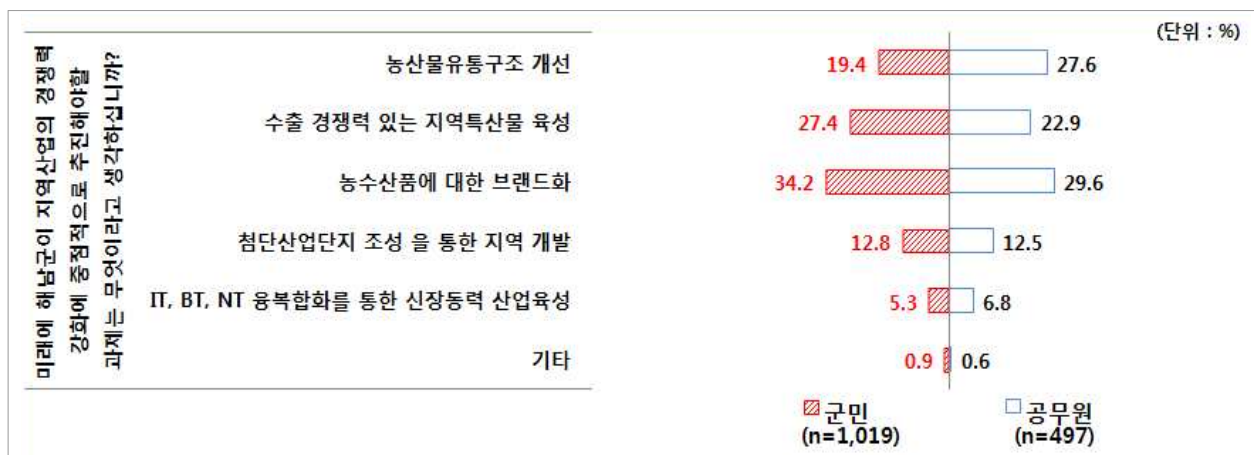 (단위 : %)
미래에 해남군이 지역산업의 경쟁력
강화에 중점적으로 추진해야할
과제는 무엇이라고 생각하십니까?
농산물유통구조 개선
19.4
27.6
수출 경쟁력 있는 지역특산물 육성
27.4
22.9
농수산품에 대한 브랜드화
34.2
29.6
첨단산업단지 조성 을 통한 지역 개발
12.8
12.5
IT, BT, NT 융복합화를 통한 신장동력 산업육성
5.3
6.8
기타
0.9
0.6
군민
(n=1,019)
공무원
(n=497)